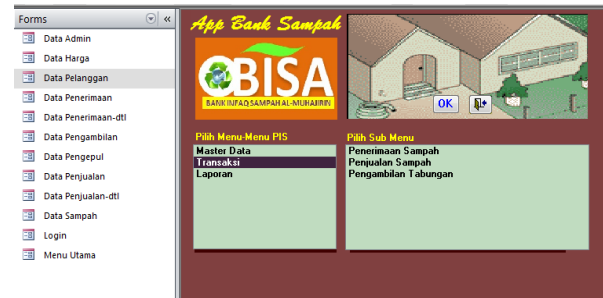 Forms
Data Admin
Data Harga
Data Pelanggan
Data Penerimaan
Data Penerimaan-dtl
Data Pengambilan
Data Pengepul
Data Penjualan
Data Penjualan-dtl
Data Sampah
Login
Menu Utama
App Bank Sampah
BISA
BANK INFAQ SAMPAH AL-MUHAJIRIN
OK
Pilih Menu-Menu PIS
Master Data
Transaksi
Laporan
Pilih Sub Menu
Penerimaan Sampah
Penjualan Sampah
Pengambilan Tabungan